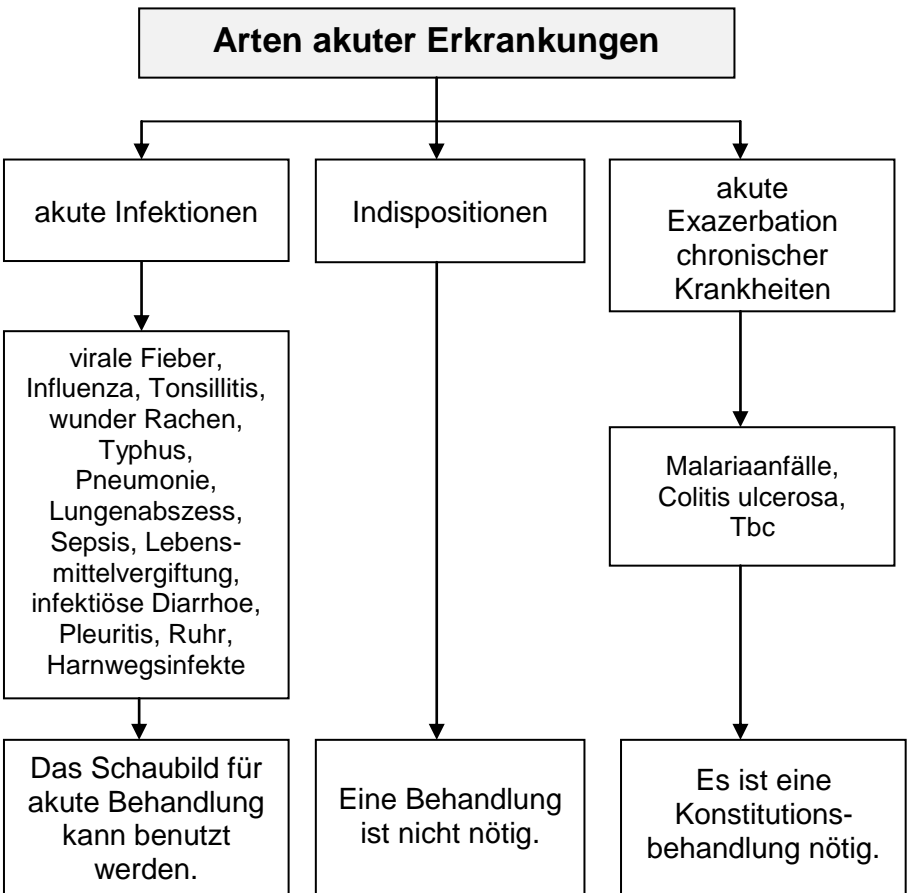 Arten akuter Erkrankungen
akute Infektionen
Indispositionen
akute
Exazerbation
chronischer
Krankheiten
virale Fieber,
Influenza, Tonsillitis,
wunder Rachen,
Typhus,
Pneumonie,
Lungenabszess,
Sepsis, Lebens-
mittelvergiftung,
infektiöse Diarrhoe,
Pleuritis, Ruhr,
Harnwegsinfekte
Malariaanfälle,
Colitis ulcerosa,
Tbc
Das Schaubild für
akute Behandlung
kann benutzt
werden.
Eine Behandlung
ist nicht nötig.
Es ist eine
Konstitutions-
behandlung nötig.